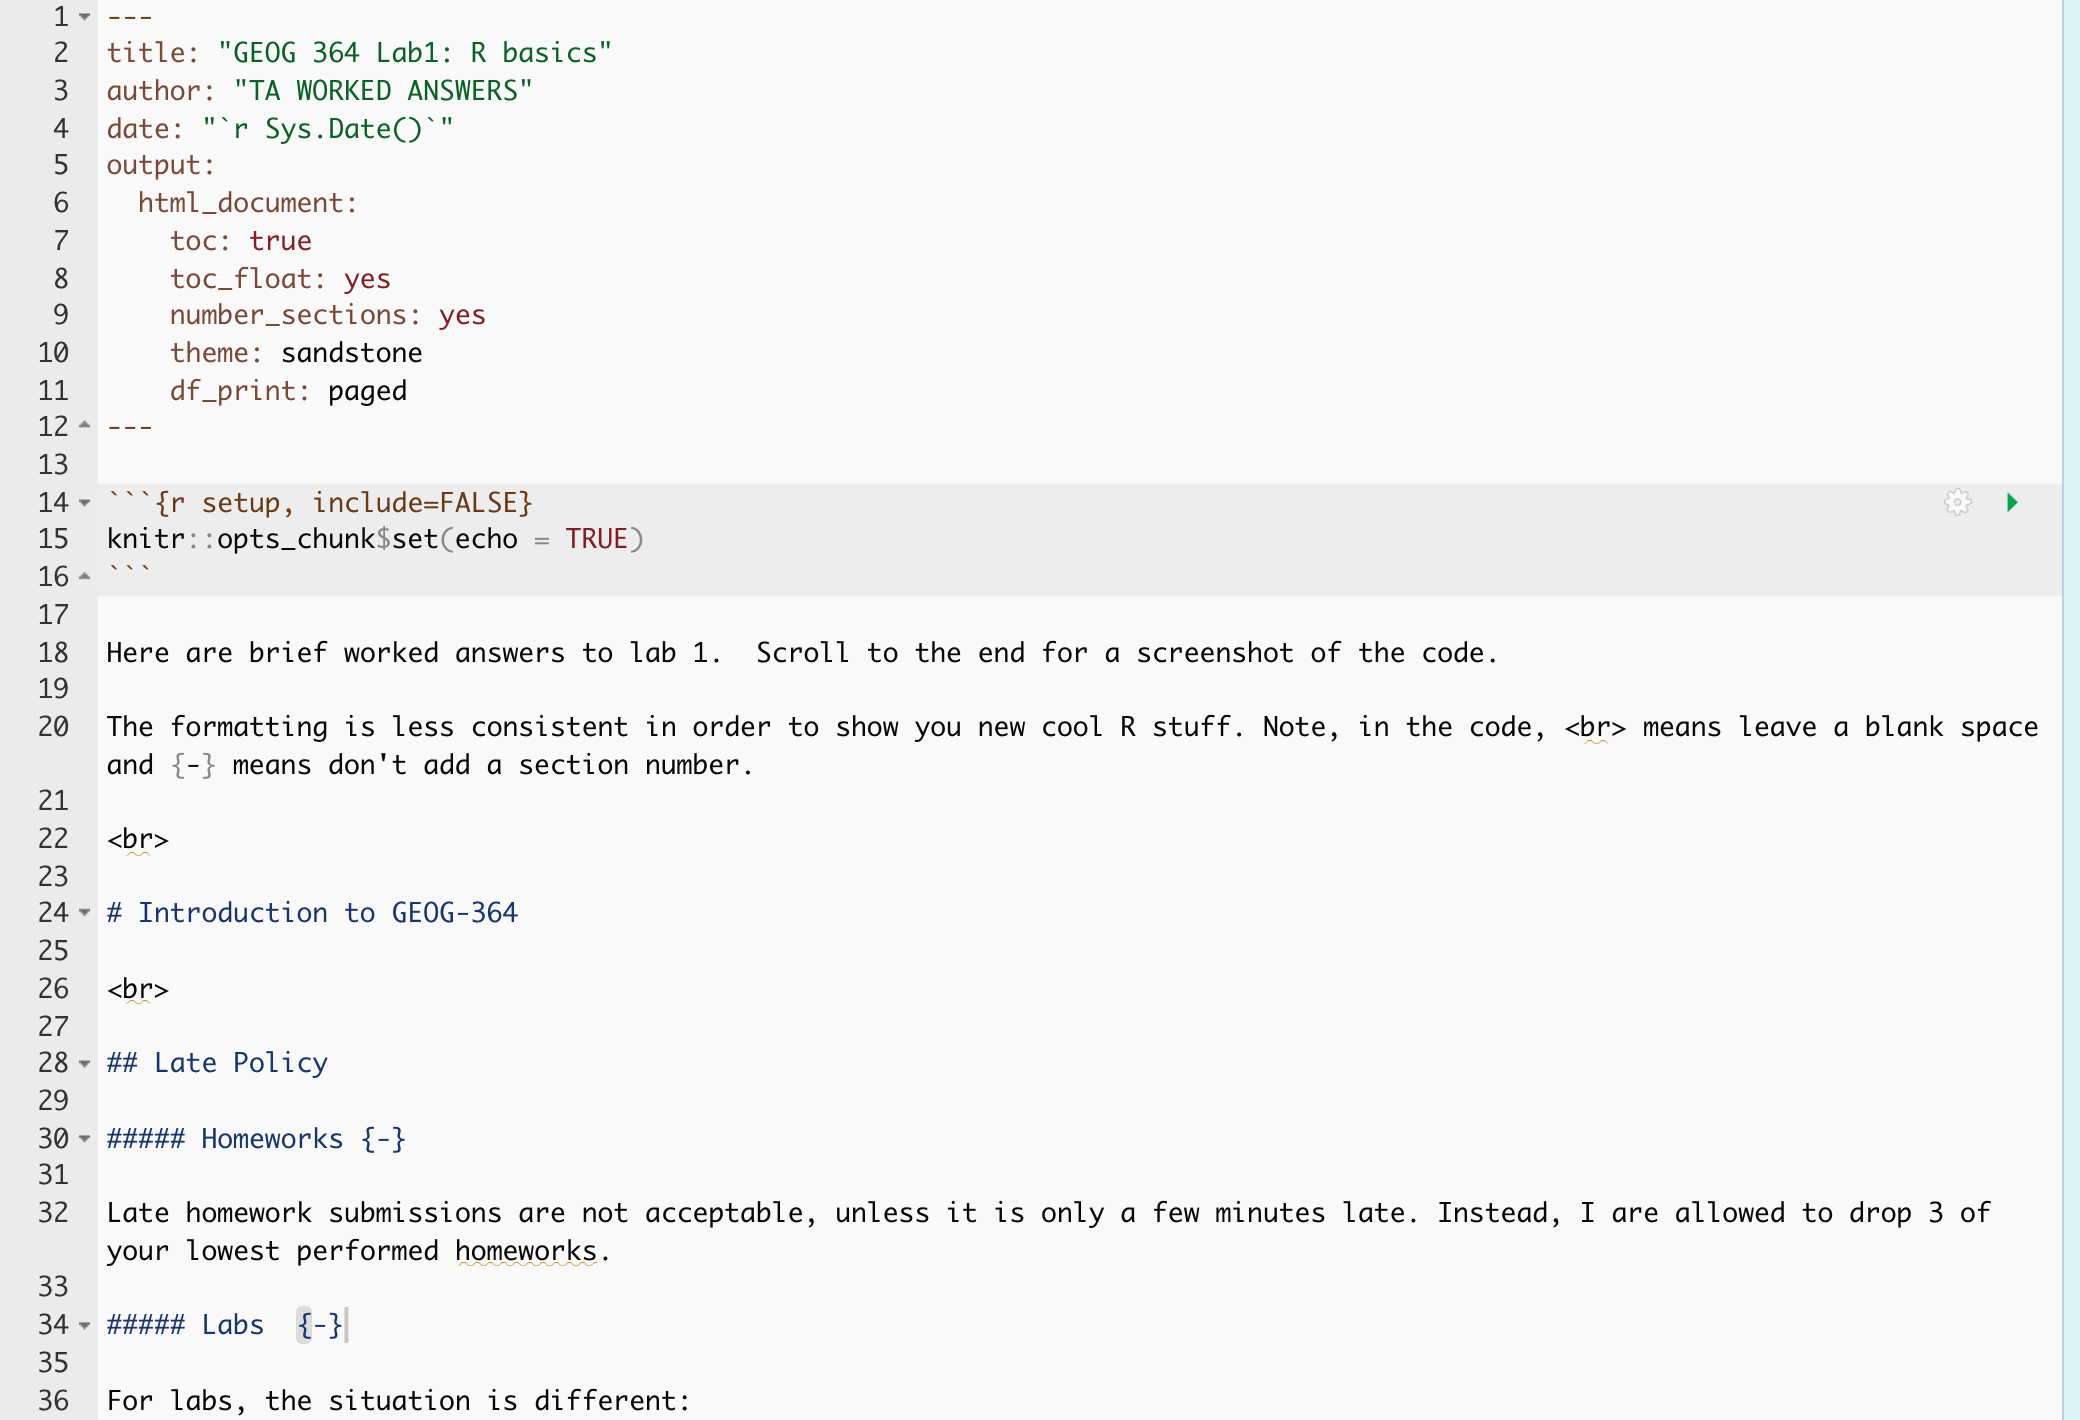 1 ---
2 title: "GEOG 364 Lab1: R basics"
3 author: "TA WORKED ANSWERS"
4 date: "`r Sys.Date()`"
5 output:
6   html_document:
7     toc: true
8     toc_float: yes
9     number_sections: yes
10     theme: sandstone
11     df_print: paged
12 ---
13
14 ```{r setup, include=FALSE}
15 knitr::opts_chunk$set(echo = TRUE)
16 ```
17
18 Here are brief worked answers to lab 1.  Scroll to the end for a screenshot of the code.
19
20 The formatting is less consistent in order to show you new cool R stuff. Note, in the code, <br> means leave a blank space
and {-} means don't add a section number.
21
22 <br>
23
24 # Introduction to GEOG-364
25
26 <br>
27
28 ## Late Policy
29
30 ##### Homeworks {-}
31
32 Late homework submissions are not acceptable, unless it is only a few minutes late. Instead, I are allowed to drop 3 of
your lowest performed homeworks.
33
34 ##### Labs  {-}
35
36 For labs, the situation is different: